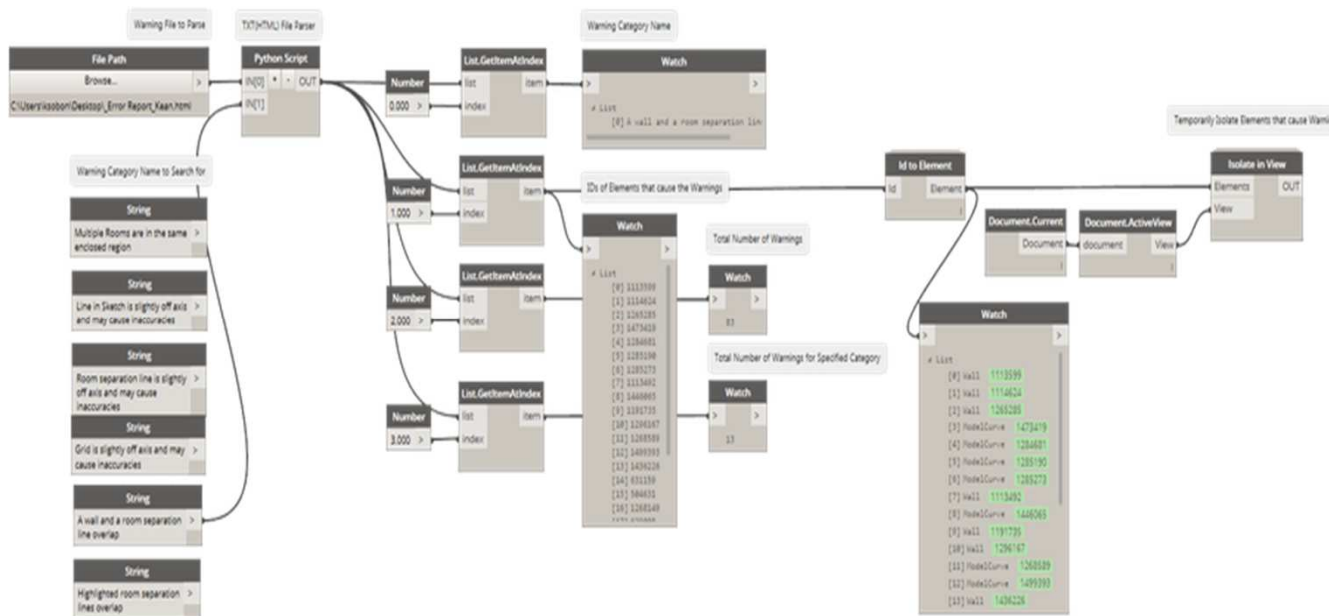 Warning File to Parse
File Path
Browse...
>
C:\Users\ksobon\Desktop\_Error Report_Kean.html
TXT(HTML) File Parser
Python Script
IN[0] + - OUT
IN[1]
Warning Category Name to Search for
String
Multiple Rooms are in the same
enclosed region
>
String
Line in Sketch is slightly off axis
and may cause inaccuracies
>
String
Room separation line is slightly
off axis and may cause
inaccuracies
>
String
Grid is slightly off axis and may
cause inaccuracies
>
String
A wall and a room separation
line overlap
>
String
Highlighted room separation
lines overlap
>
Number
0.000 >
List.GetItemAtIndex
list item
index
Number
1.000 >
List.GetItemAtIndex
list item
index
Number
2.000 >
List.GetItemAtIndex
list item
index
Number
3.000 >
List.GetItemAtIndex
list item
index
Warning Category Name
Watch
> >
List
[0] A wall and a room separation lin
IDs of Elements that cause the Warnings
Watch
> >
List
[1] 1114624
[2] 1265285
[3] 1473419
[4] 1284681
[5] 1285190
[6] 1285273
[7] 1113492
[8] 1446065
[9] 1191735
[10] 1296167
[11] 1268589
[12] 1499393
[13] 1436226
[14] 631159
[15] 504631
[16] 1268149
Total Number of Warnings
Watch
> >
83
Total Number of Warnings for Specified Category
Watch
> >
13
Id to Element
Id Element
Document.Current
Document
Document.ActiveView
document View
Temporarily Isolate Elements that cause Warni
Isolate in View
Elements OUT
View
Watch
> >
List
[0] Wall 1113599
[1] Wall 1114624
[2] Wall 1265285
[3] ModelCurve 1473419
[4] ModelCurve 1284681
[5] ModelCurve 1285190
[6] ModelCurve 1285273
[7] Wall 1113492
[8] ModelCurve 1446065
[9] Wall 1191735
[10] Wall 1296167
[11] ModelCurve 1268589
[12] ModelCurve 1499393
[13] Wall 1436226